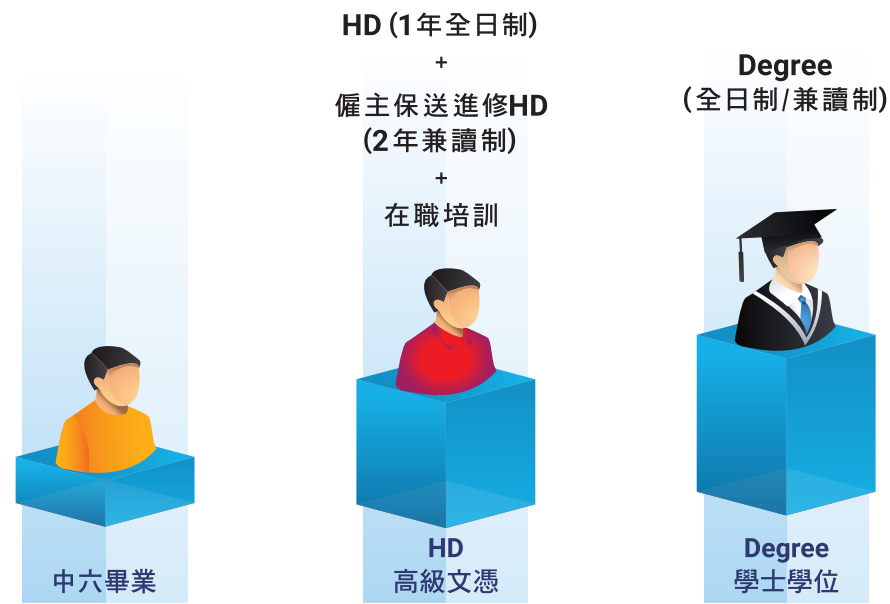 HD (1年全日制)
+
僱主保送進修HD
(2年兼讀制)
+
在職培訓
Degree
(全日制/兼讀制)
中六畢業
HD
高級文憑
Degree
學士學位